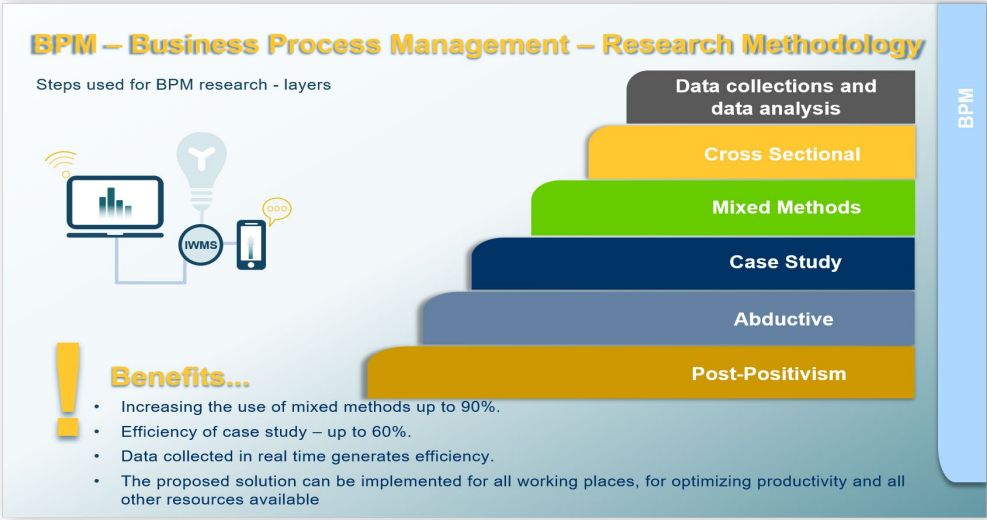 BPM – Business Process Management – Research Methodology
BPM
Steps used for BPM research - layers
Data collections and
data analysis
Cross Sectional
Mixed Methods
Case Study
Abductive
Post-Positivism
IWMS
! Benefits...
• Increasing the use of mixed methods up to 90%.
• Efficiency of case study – up to 60%.
• Data collected in real time generates efficiency.
• The proposed solution can be implemented for all working places, for optimizing productivity and all
other resources available